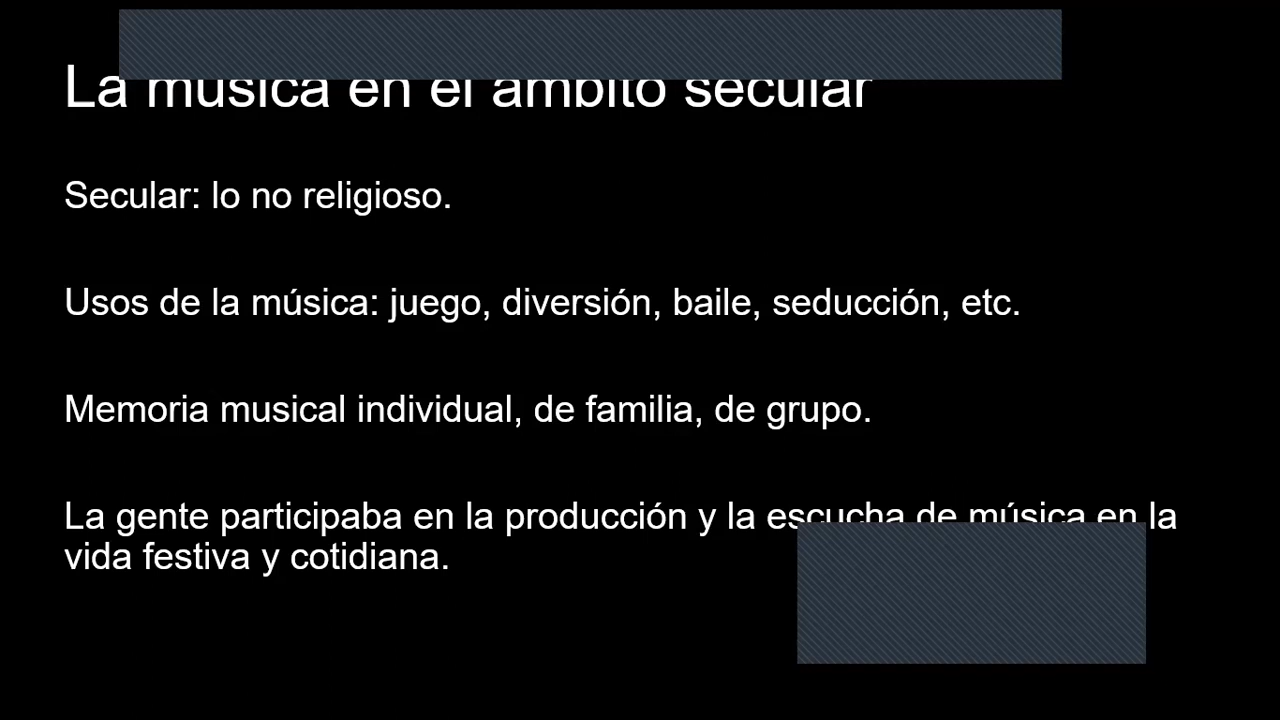 La música en el ámbito secular
Secular: lo no religioso.
Usos de la música: juego, diversión, baile, seducción, etc.
Memoria musical individual, de familia, de grupo.
La gente participaba en la producción y la escucha de música en la
vida festiva y cotidiana.